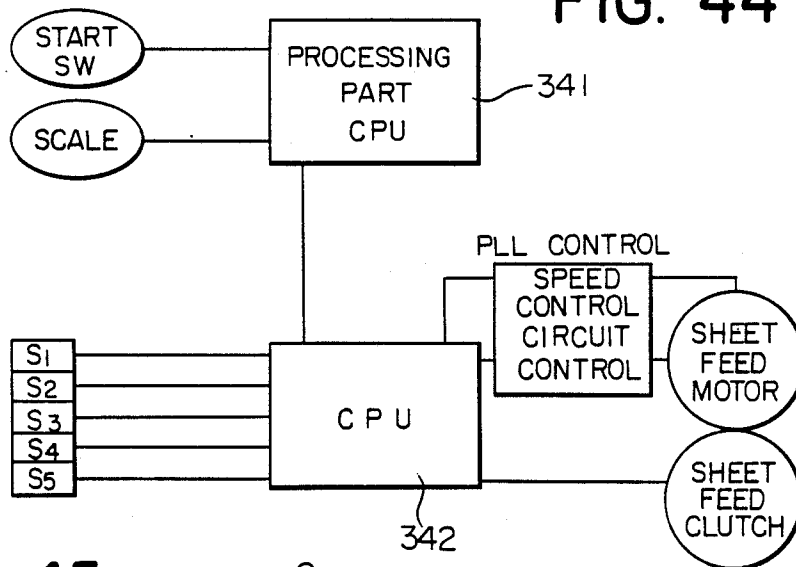 FIG. 44
START
SW
SCALE
PROCESSING
PART
CPU
341
PLL CONTROL
SPEED
CONTROL
CIRCUIT
CONTROL
SHEET
FEED
MOTOR
S1
S2
S3
S4
S5
CPU
SHEET
FEED
CLUTCH
342